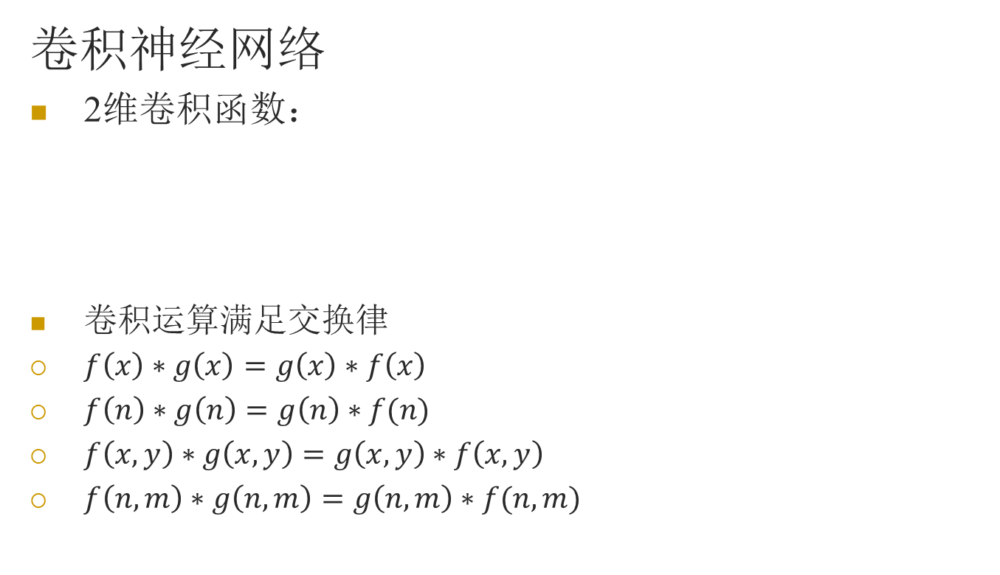 卷积神经网络
■ 2维卷积函数：
■ 卷积运算满足交换律
○ f(x) ∗ g(x) = g(x) ∗ f(x)
○ f(n) ∗ g(n) = g(n) ∗ f(n)
○ f(x, y) ∗ g(x, y) = g(x, y) ∗ f(x, y)
○ f(n, m) ∗ g(n, m) = g(n, m) ∗ f(n, m)